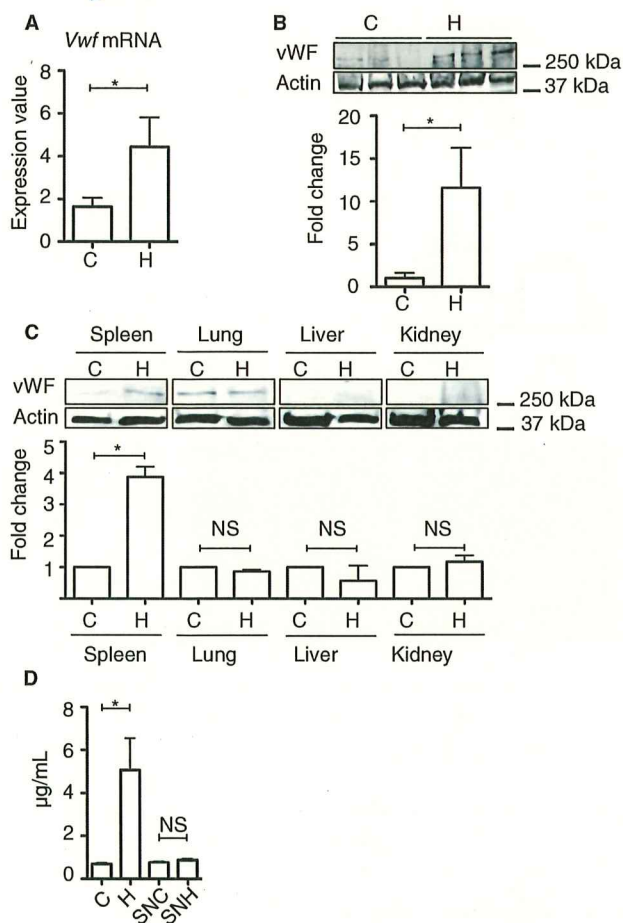 A
Vwf mRNA
*
Expression value
8
6
4
2
0
C H
B
C H
vWF
250 kDa
Actin
37 kDa
*
Fold change
20
15
10
5
0
C H
C
Spleen Lung Liver Kidney
C H C H C H C H
vWF
250 kDa
Actin
37 kDa
Fold change
5
4
3
2
1
*
NS NS NS
C H C H C H C H
Spleen Lung Liver Kidney
D
µg/mL
8
6
4
2
0
*
NS
C H SNC SNH